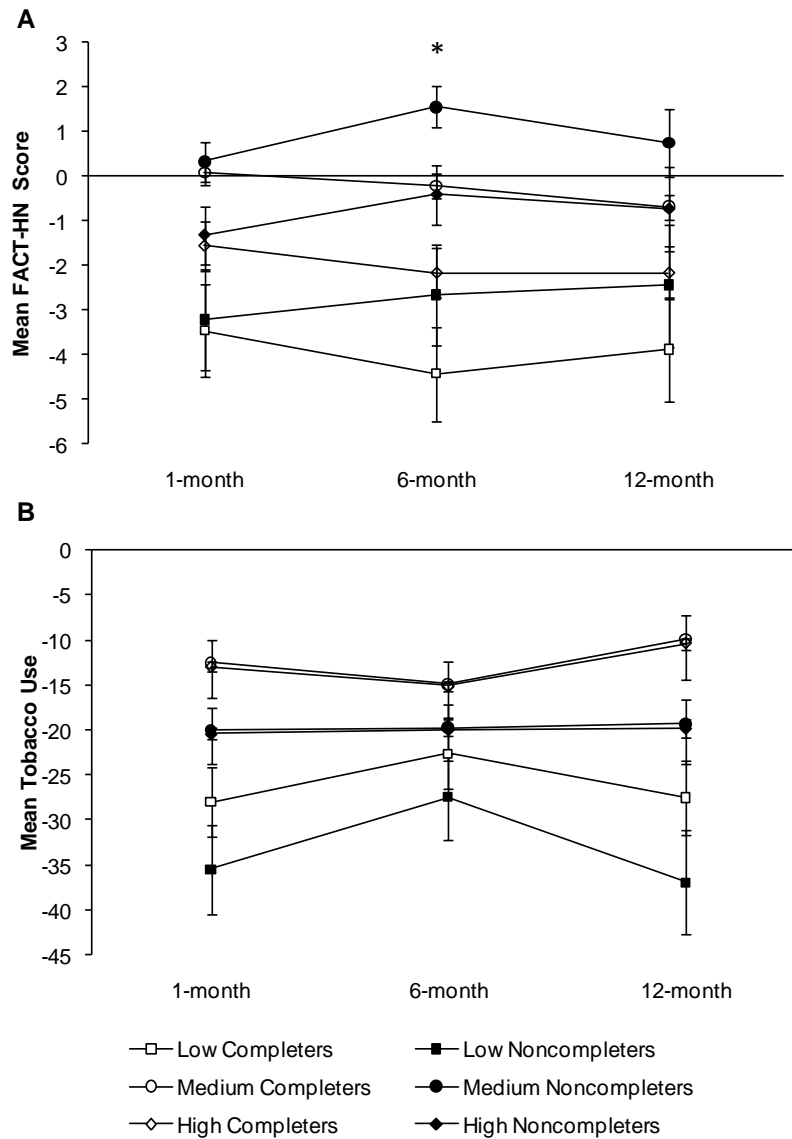 A
*
3
2
1
0
-1
-2
-3
-4
-5
-6
Mean FACT-HN Score
1-month 6-month 12-month
B
0
-5
-10
-15
-20
-25
-30
-35
-40
-45
Mean Tobacco Use
1-month 6-month 12-month
Low Completers Low Noncompleters
Medium Completers Medium Noncompleters
High Completers High Noncompleters